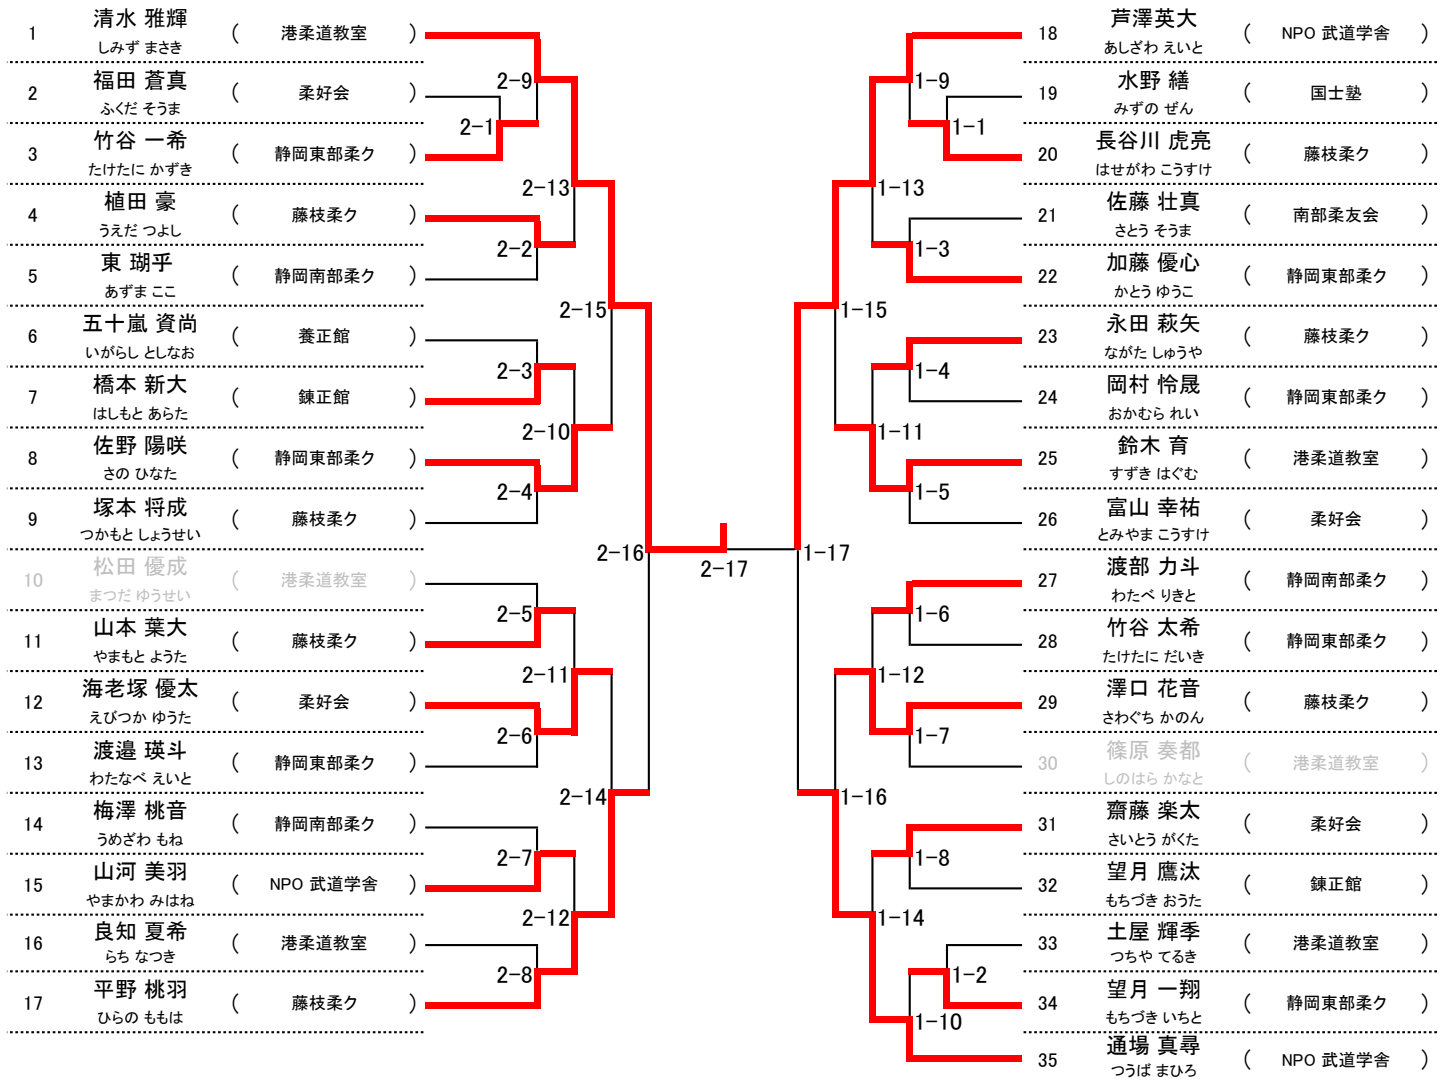 1 清水 雅輝 ( 港柔道教室 )
しみず まさき
2 福田 蒼真 ( 柔好会 )
ふくだ そうま
3 竹谷 一希 ( 静岡東部柔ク )
たけたに かずき
4 植田 豪 ( 藤枝柔ク )
うえだ つよし
5 東 瑚乎 ( 静岡南部柔ク )
あずま ここ
6 五十嵐 資尚 ( 養正館 )
いがらし としなお
7 橋本 新大 ( 錬正館 )
はしもと あらた
8 佐野 陽咲 ( 静岡東部柔ク )
さの ひなた
9 塚本 将成 ( 藤枝柔ク )
つかもと しょうせい
10 松田 優成 ( 港柔道教室 )
まつだ ゆうせい
11 山本 葉大 ( 藤枝柔ク )
やまもと ようた
12 海老塚 優太 ( 柔好会 )
えびつか ゆうた
13 渡邉 瑛斗 ( 静岡東部柔ク )
わたなべ えいと
14 梅澤 桃音 ( 静岡南部柔ク )
うめざわ もね
15 山河 美羽 ( NPO 武道学舎 )
やまかわ みはね
16 良知 夏希 ( 港柔道教室 )
らち なつき
17 平野 桃羽 ( 藤枝柔ク )
ひらの ももは
2-9
2-1
2-13
2-2
2-15
2-3
2-10
2-4
2-16
2-5
2-11
2-6
2-14
2-7
2-12
2-8
2-17
1-17
1-9
1-1
1-13
1-3
1-15
1-4
1-11
1-5
1-6
1-12
1-7
1-16
1-8
1-14
1-2
1-10
18 芦澤英大 ( NPO 武道学舎 )
あしざわ えいと
19 水野 繕 ( 国士塾 )
みずの ぜん
20 長谷川 虎亮 ( 藤枝柔ク )
はせがわ こうすけ
21 佐藤 壮真 ( 南部柔友会 )
さとう そうま
22 加藤 優心 ( 静岡東部柔ク )
かとう ゆうこ
23 永田 萩矢 ( 藤枝柔ク )
ながた しゅうや
24 岡村 怜晟 ( 静岡東部柔ク )
おかむら れい
25 鈴木 育 ( 港柔道教室 )
すずき はぐむ
26 富山 幸祐 ( 柔好会 )
とみやま こうすけ
27 渡部 力斗 ( 静岡南部柔ク )
わたべ りきと
28 竹谷 太希 ( 静岡東部柔ク )
たけたに だいき
29 澤口 花音 ( 藤枝柔ク )
さわぐち かのん
30 篠原 奏都 ( 港柔道教室 )
しのはら かなと
31 齋藤 楽太 ( 柔好会 )
さいとう がくた
32 望月 鷹汰 ( 錬正館 )
もちづき おうた
33 土屋 輝季 ( 港柔道教室 )
つちや てるき
34 望月 一翔 ( 静岡東部柔ク )
もちづき いちと
35 通場 真尋 ( NPO 武道学舎 )
つうば まひろ